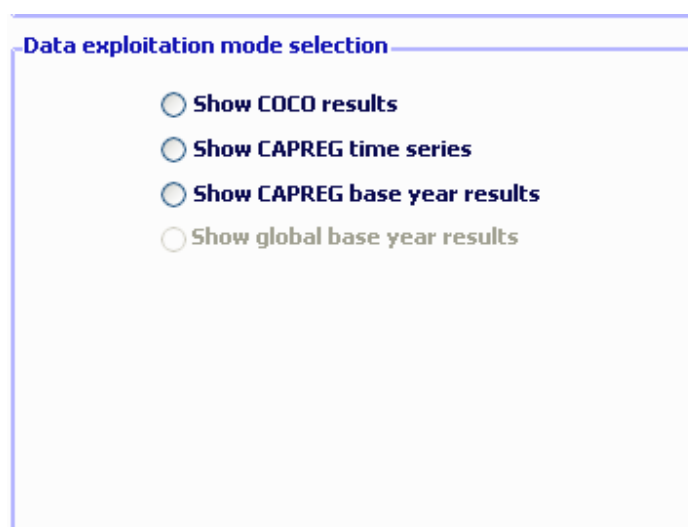 Data exploitation mode selection
Show COCO results
Show CAPREG time series
Show CAPREG base year results
Show global base year results